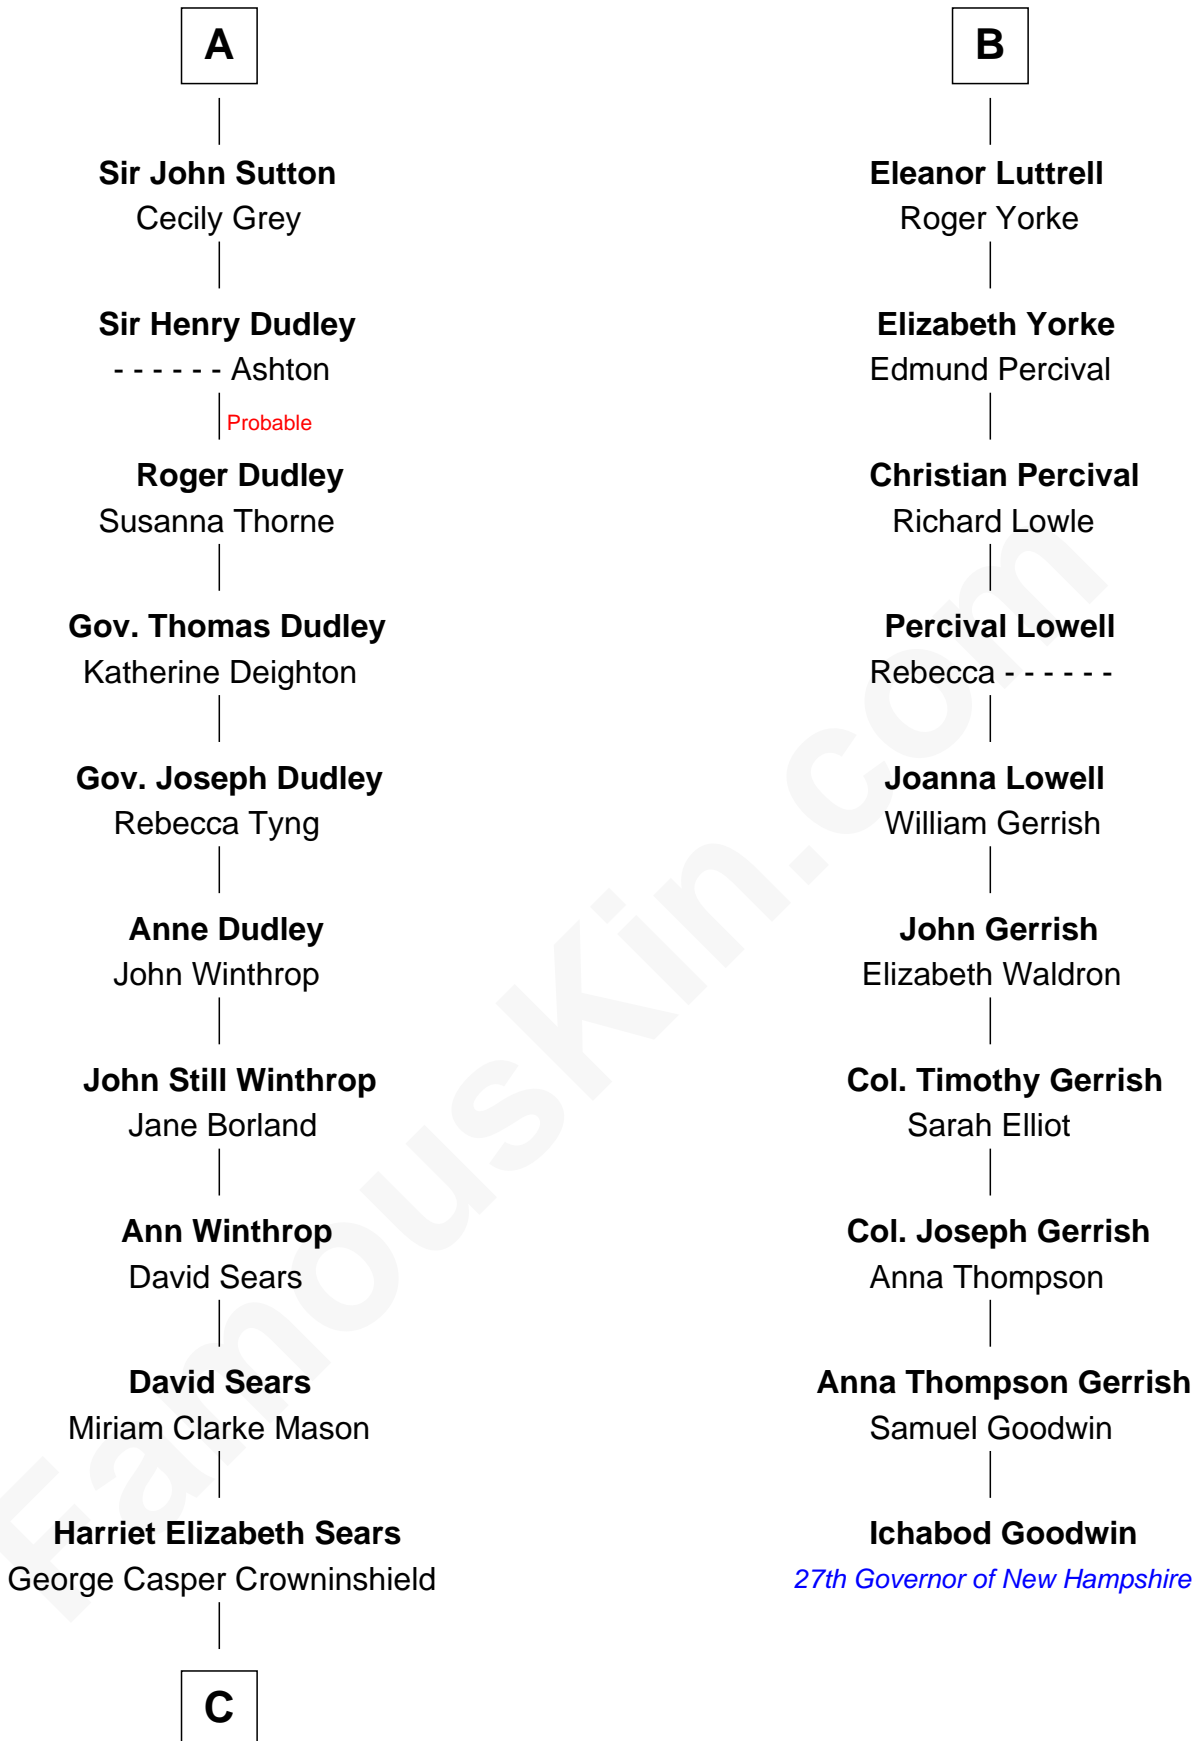 A
Sir John Sutton
Cecily Grey
Sir Henry Dudley
- - - - - - Ashton
Probable
Roger Dudley
Susanna Thorne
Gov. Thomas Dudley
Katherine Deighton
Gov. Joseph Dudley
Rebecca Tyng
Anne Dudley
John Winthrop
John Still Winthrop
Jane Borland
Ann Winthrop
David Sears
David Sears
Miriam Clarke Mason
Harriet Elizabeth Sears
George Casper Crowninshield
C
B
Eleanor Luttrell
Roger Yorke
Elizabeth Yorke
Edmund Percival
Christian Percival
Richard Lowle
Percival Lowell
Rebecca - - - - - -
Joanna Lowell
William Gerrish
John Gerrish
Elizabeth Waldron
Col. Timothy Gerrish
Sarah Elliot
Col. Joseph Gerrish
Anna Thompson
Anna Thompson Gerrish
Samuel Goodwin
Ichabod Goodwin
27th Governor of New Hampshire
FamousKin.com